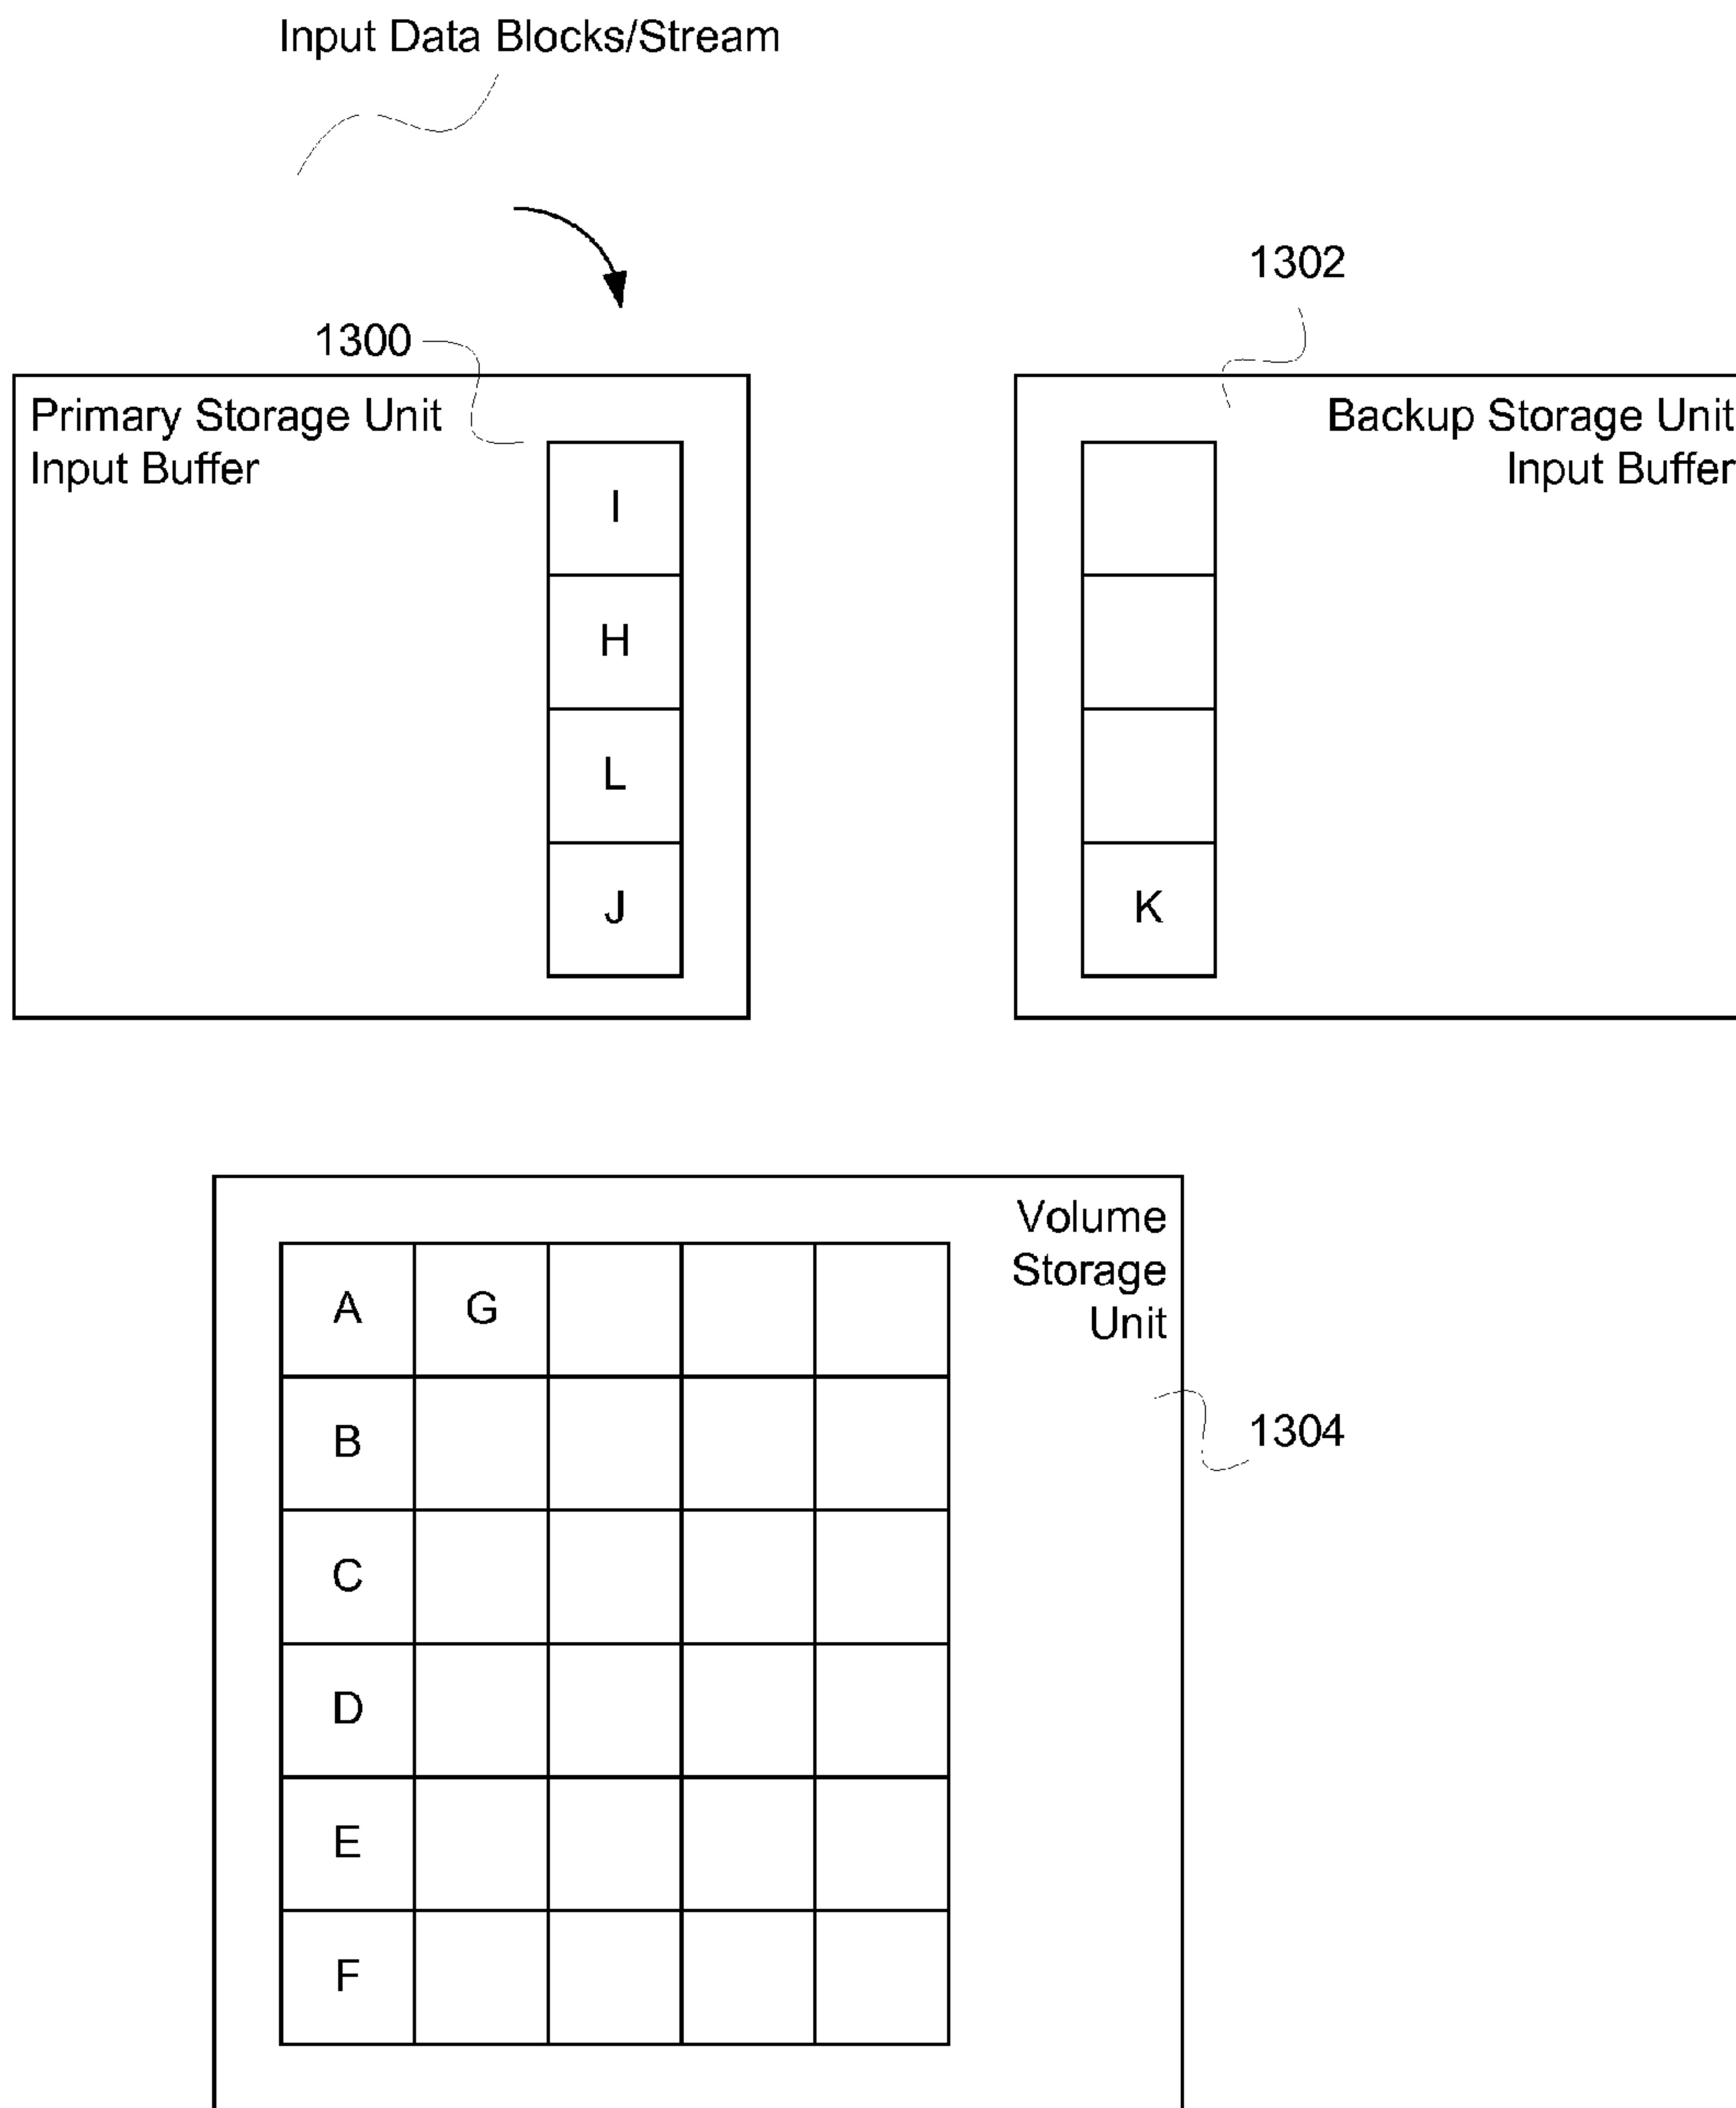 Input Data Blocks/Stream
1302
1300
Primary Storage Unit
Input Buffer
Backup Storage Unit
Input Buffer
I
H
L
J
K
Volume
Storage
Unit
A G
B
1304
C
D
E
F